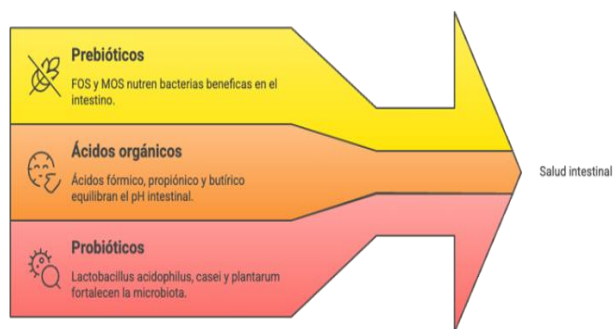 Prebióticos
FOS y MOS nutren bacterias beneficas en el
intestino.
Ácidos orgánicos
Ácidos fórmico, propiónico y butírico
equilibran el pH intestinal.
Salud intestinal
Probióticos
Lactobacillus acidophilus, casei y plantarum
fortalecen la microbiota.